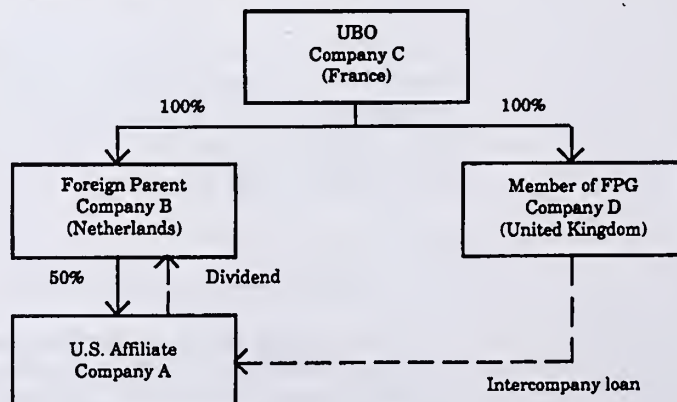 UBO
Company C
(France)
100%
100%
Foreign Parent
Company B
(Netherlands)
Member of FPG
Company D
(United Kingdom)
50%
Dividend
U.S. Affiliate
Company A
Intercompany loan